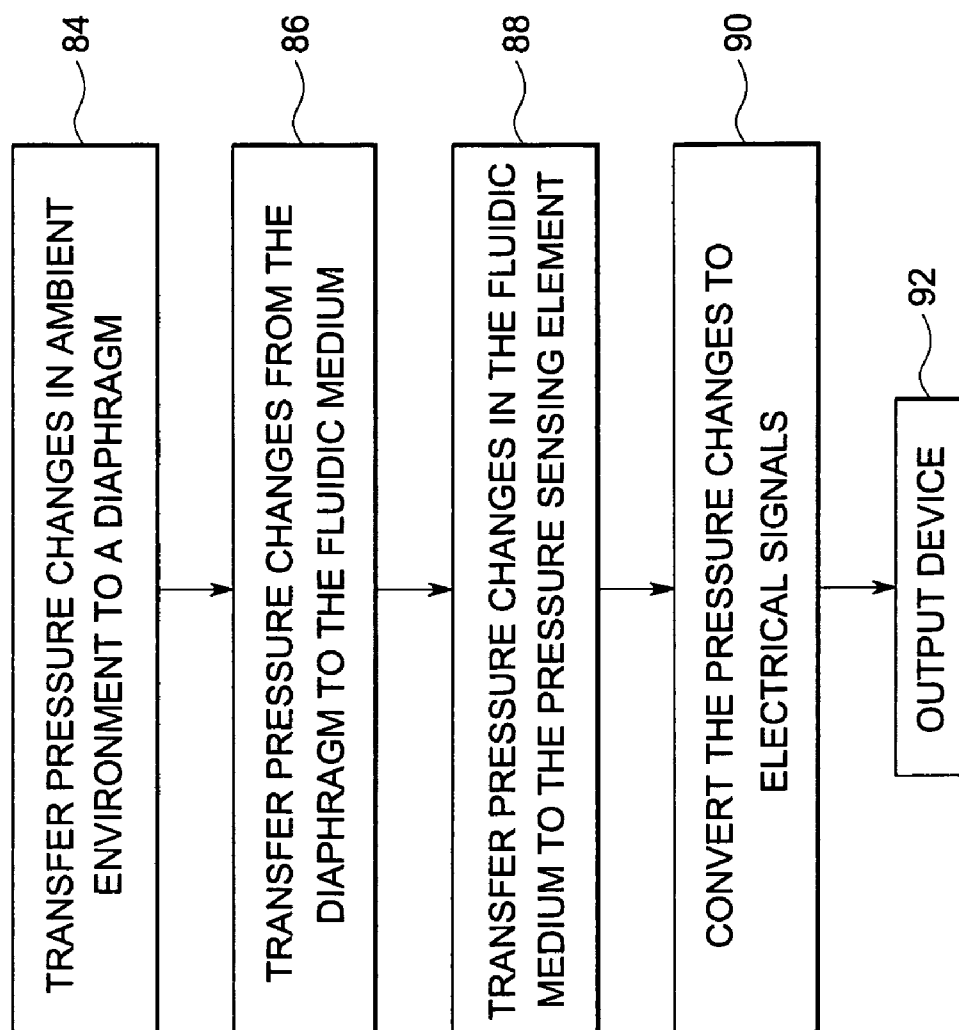 TRANSFER PRESSURE CHANGES IN AMBIENT
ENVIRONMENT TO A DIAPHRAGM
84
TRANSFER PRESSURE CHANGES FROM THE
DIAPHRAGM TO THE FLUIDIC MEDIUM
86
TRANSFER PRESSURE CHANGES IN THE FLUIDIC
MEDIUM TO THE PRESSURE SENSING ELEMENT
88
CONVERT THE PRESSURE CHANGES TO
ELECTRICAL SIGNALS
90
OUTPUT DEVICE
92